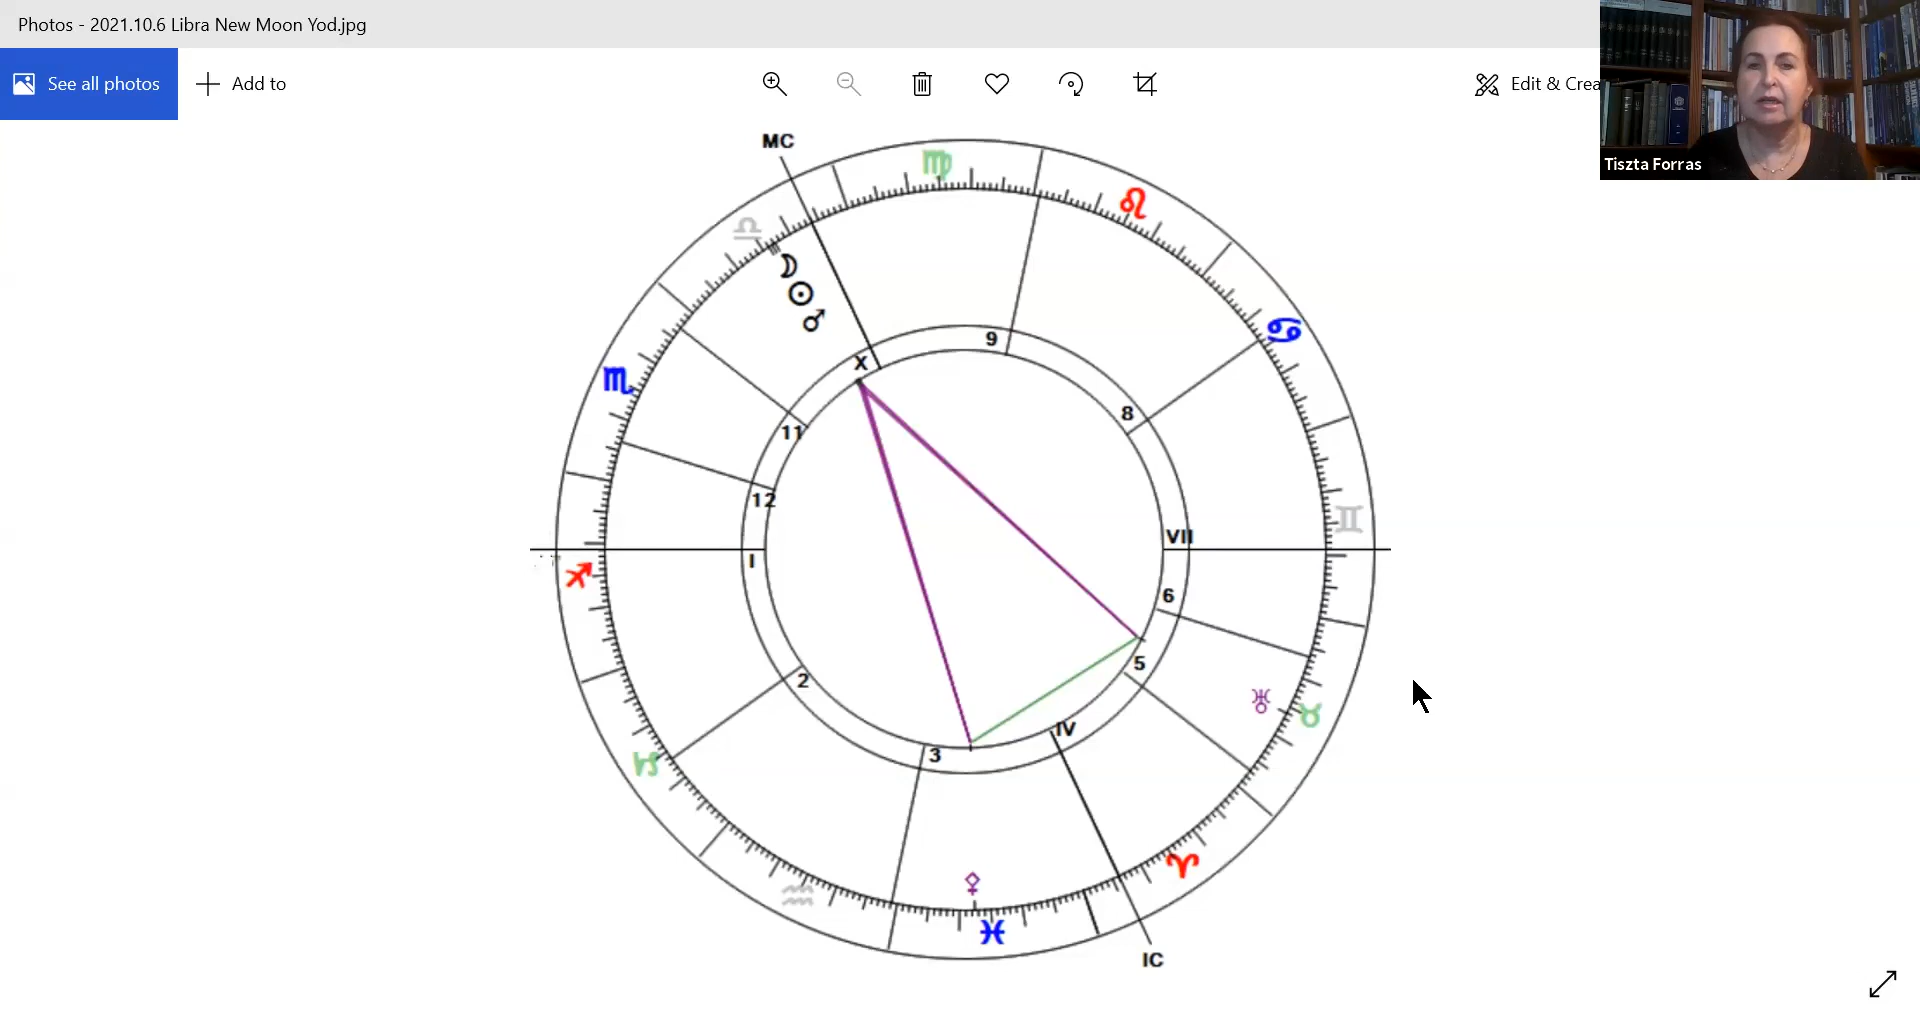 Photos - 2021.10.6 Libra New Moon Yod.jpg
See all photos
Add to
Edit & Crea
Tiszta Forras
MC
X
9
8
11
12
VII
I
6
5
2
IV
3
IC